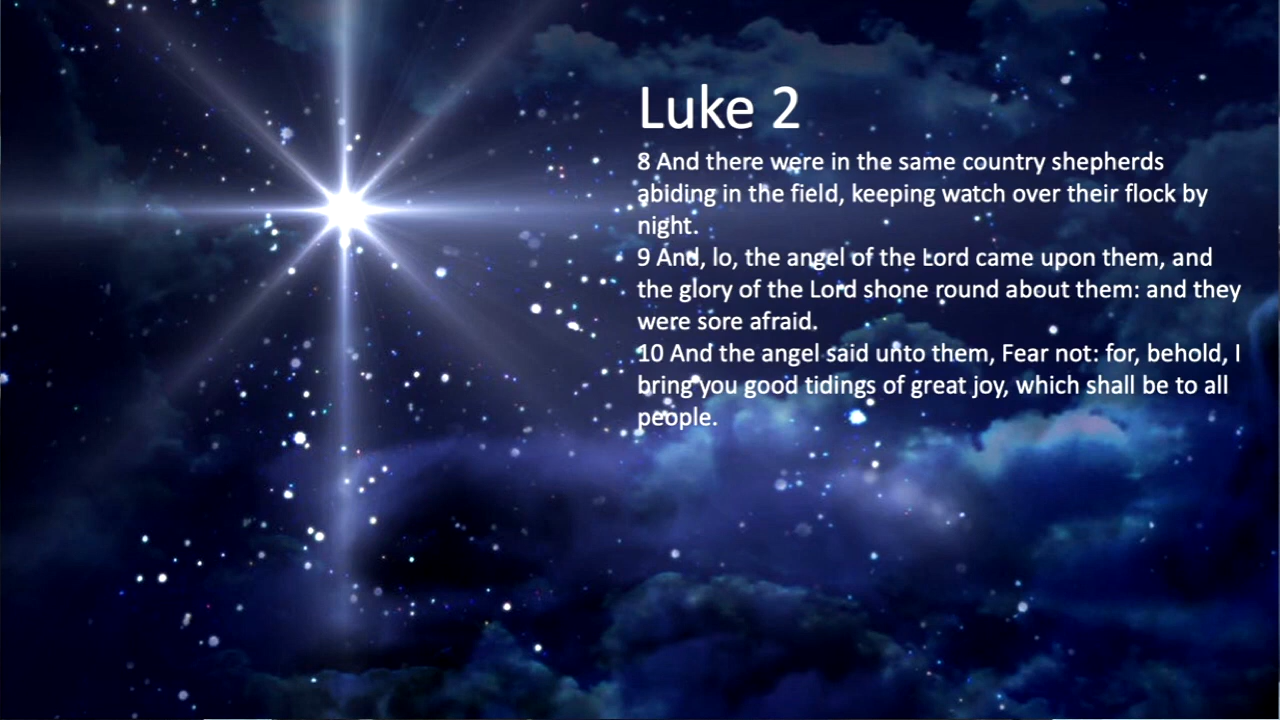 Luke 2
8 And there were in the same country shepherds
abiding in the field, keeping watch over their flock by
night.
9 And, lo, the angel of the Lord came upon them, and
the glory of the Lord shone round about them: and they
were sore afraid.
10 And the angel said unto them, Fear not: for, behold, I
bring you good tidings of great joy, which shall be to all
people.